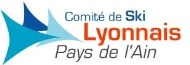 Comité de Ski
Lyonnais
Pays de l'Ain